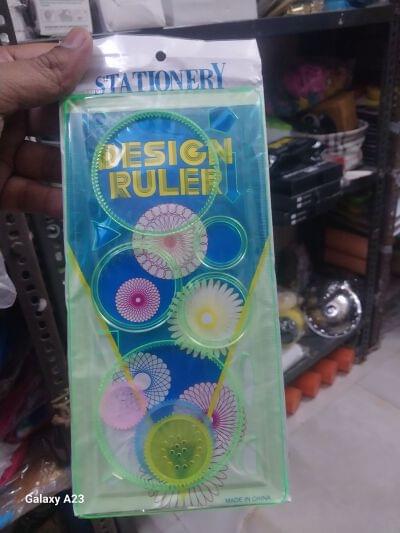 STATIONERY
DESIGN
RULER
MADE IN CHINA
Galaxy A23